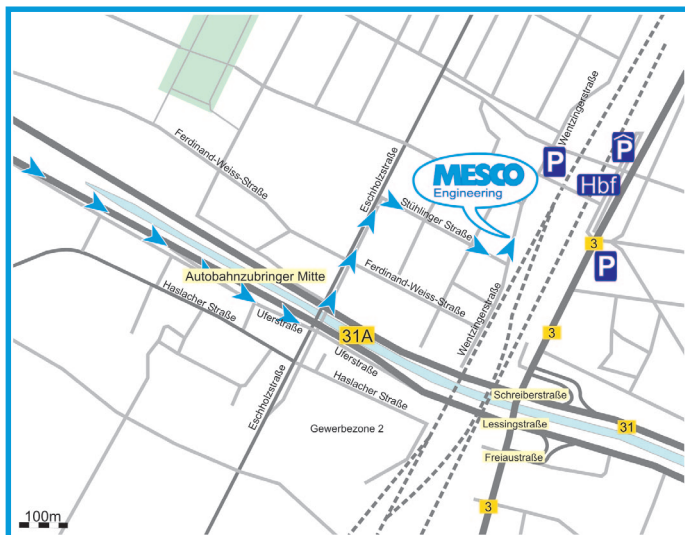 Wentzingerstraße
P
P
Hbf
Ferdinand-Weiss-Straße
Eschholzstraße
MESCO
Engineering
Stühlinger Straße
3
P
Autobahnzubringer Mitte
Ferdinand-Weiss-Straße
Haslacher Straße
Uferstraße
Wentzingerstraße
31A
3
Uferstraße
Haslacher Straße
Eschholzstraße
Schreiberstraße
Gewerbezone 2
Lessingstraße
31
Freiaustraße
3
100m